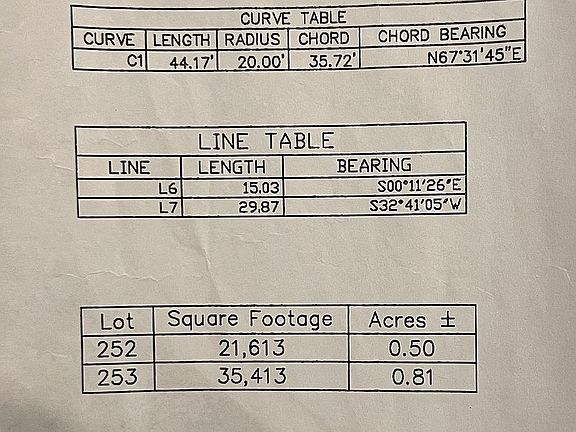 CURVE TABLE
CURVE LENGTH RADIUS CHORD CHORD BEARING
C1 44.17' 20.00' 35.72' N67°31'45"E
LINE TABLE
LINE LENGTH BEARING
L6 15.03 S00°11'26"E
L7 29.87 S32°41'05"W
Lot Square Footage Acres ±
252 21,613 0.50
253 35,413 0.81